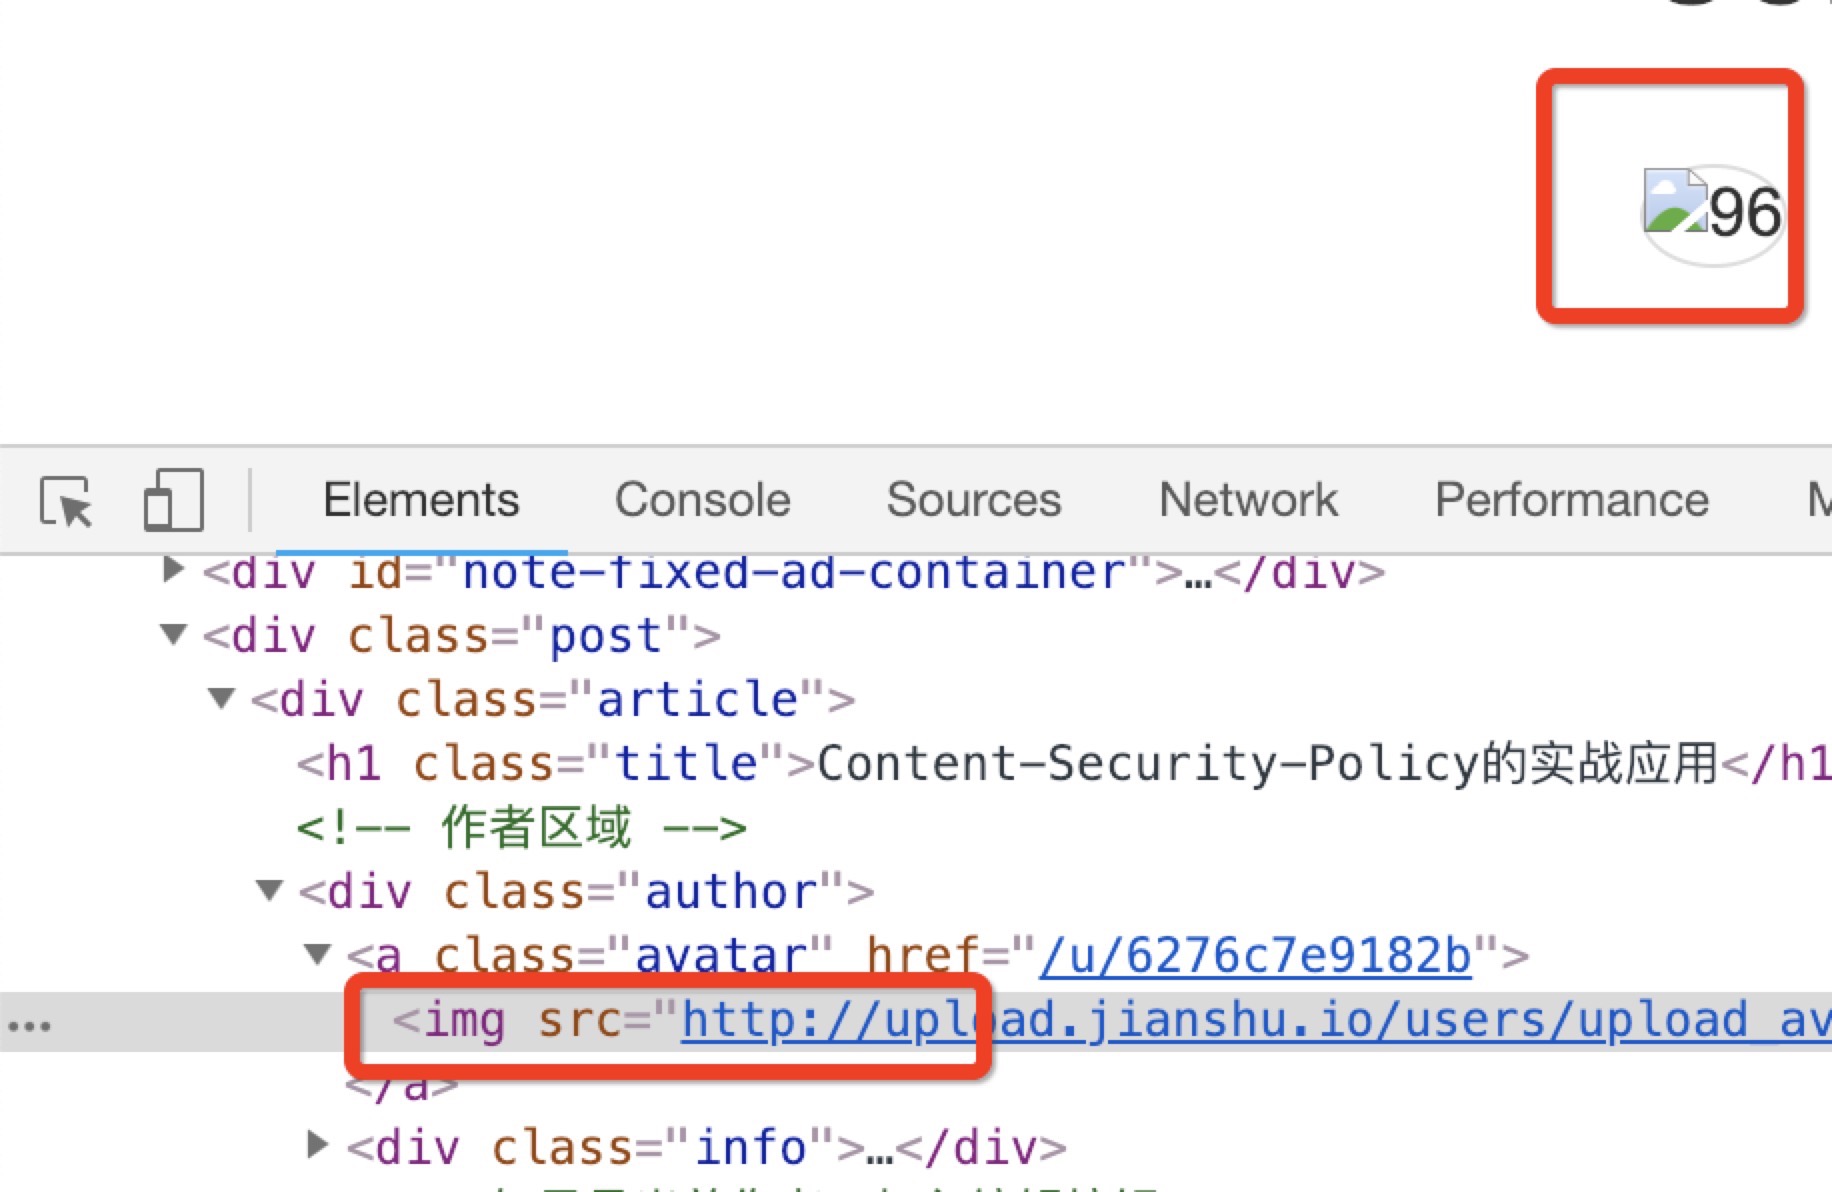 96
Elements Console Sources Network Performance M
<div id="note-fixed-ad-container">…</div>
<div class="post">
<div class="article">
<h1 class="title">Content-Security-Policy的实战应用</h1
<!-- 作者区域 -->
<div class="author">
<a class="avatar" href="/u/6276c7e9182b">
<img src="http://upload.jianshu.io/users/upload_av
</a>
<div class="info">…</div>